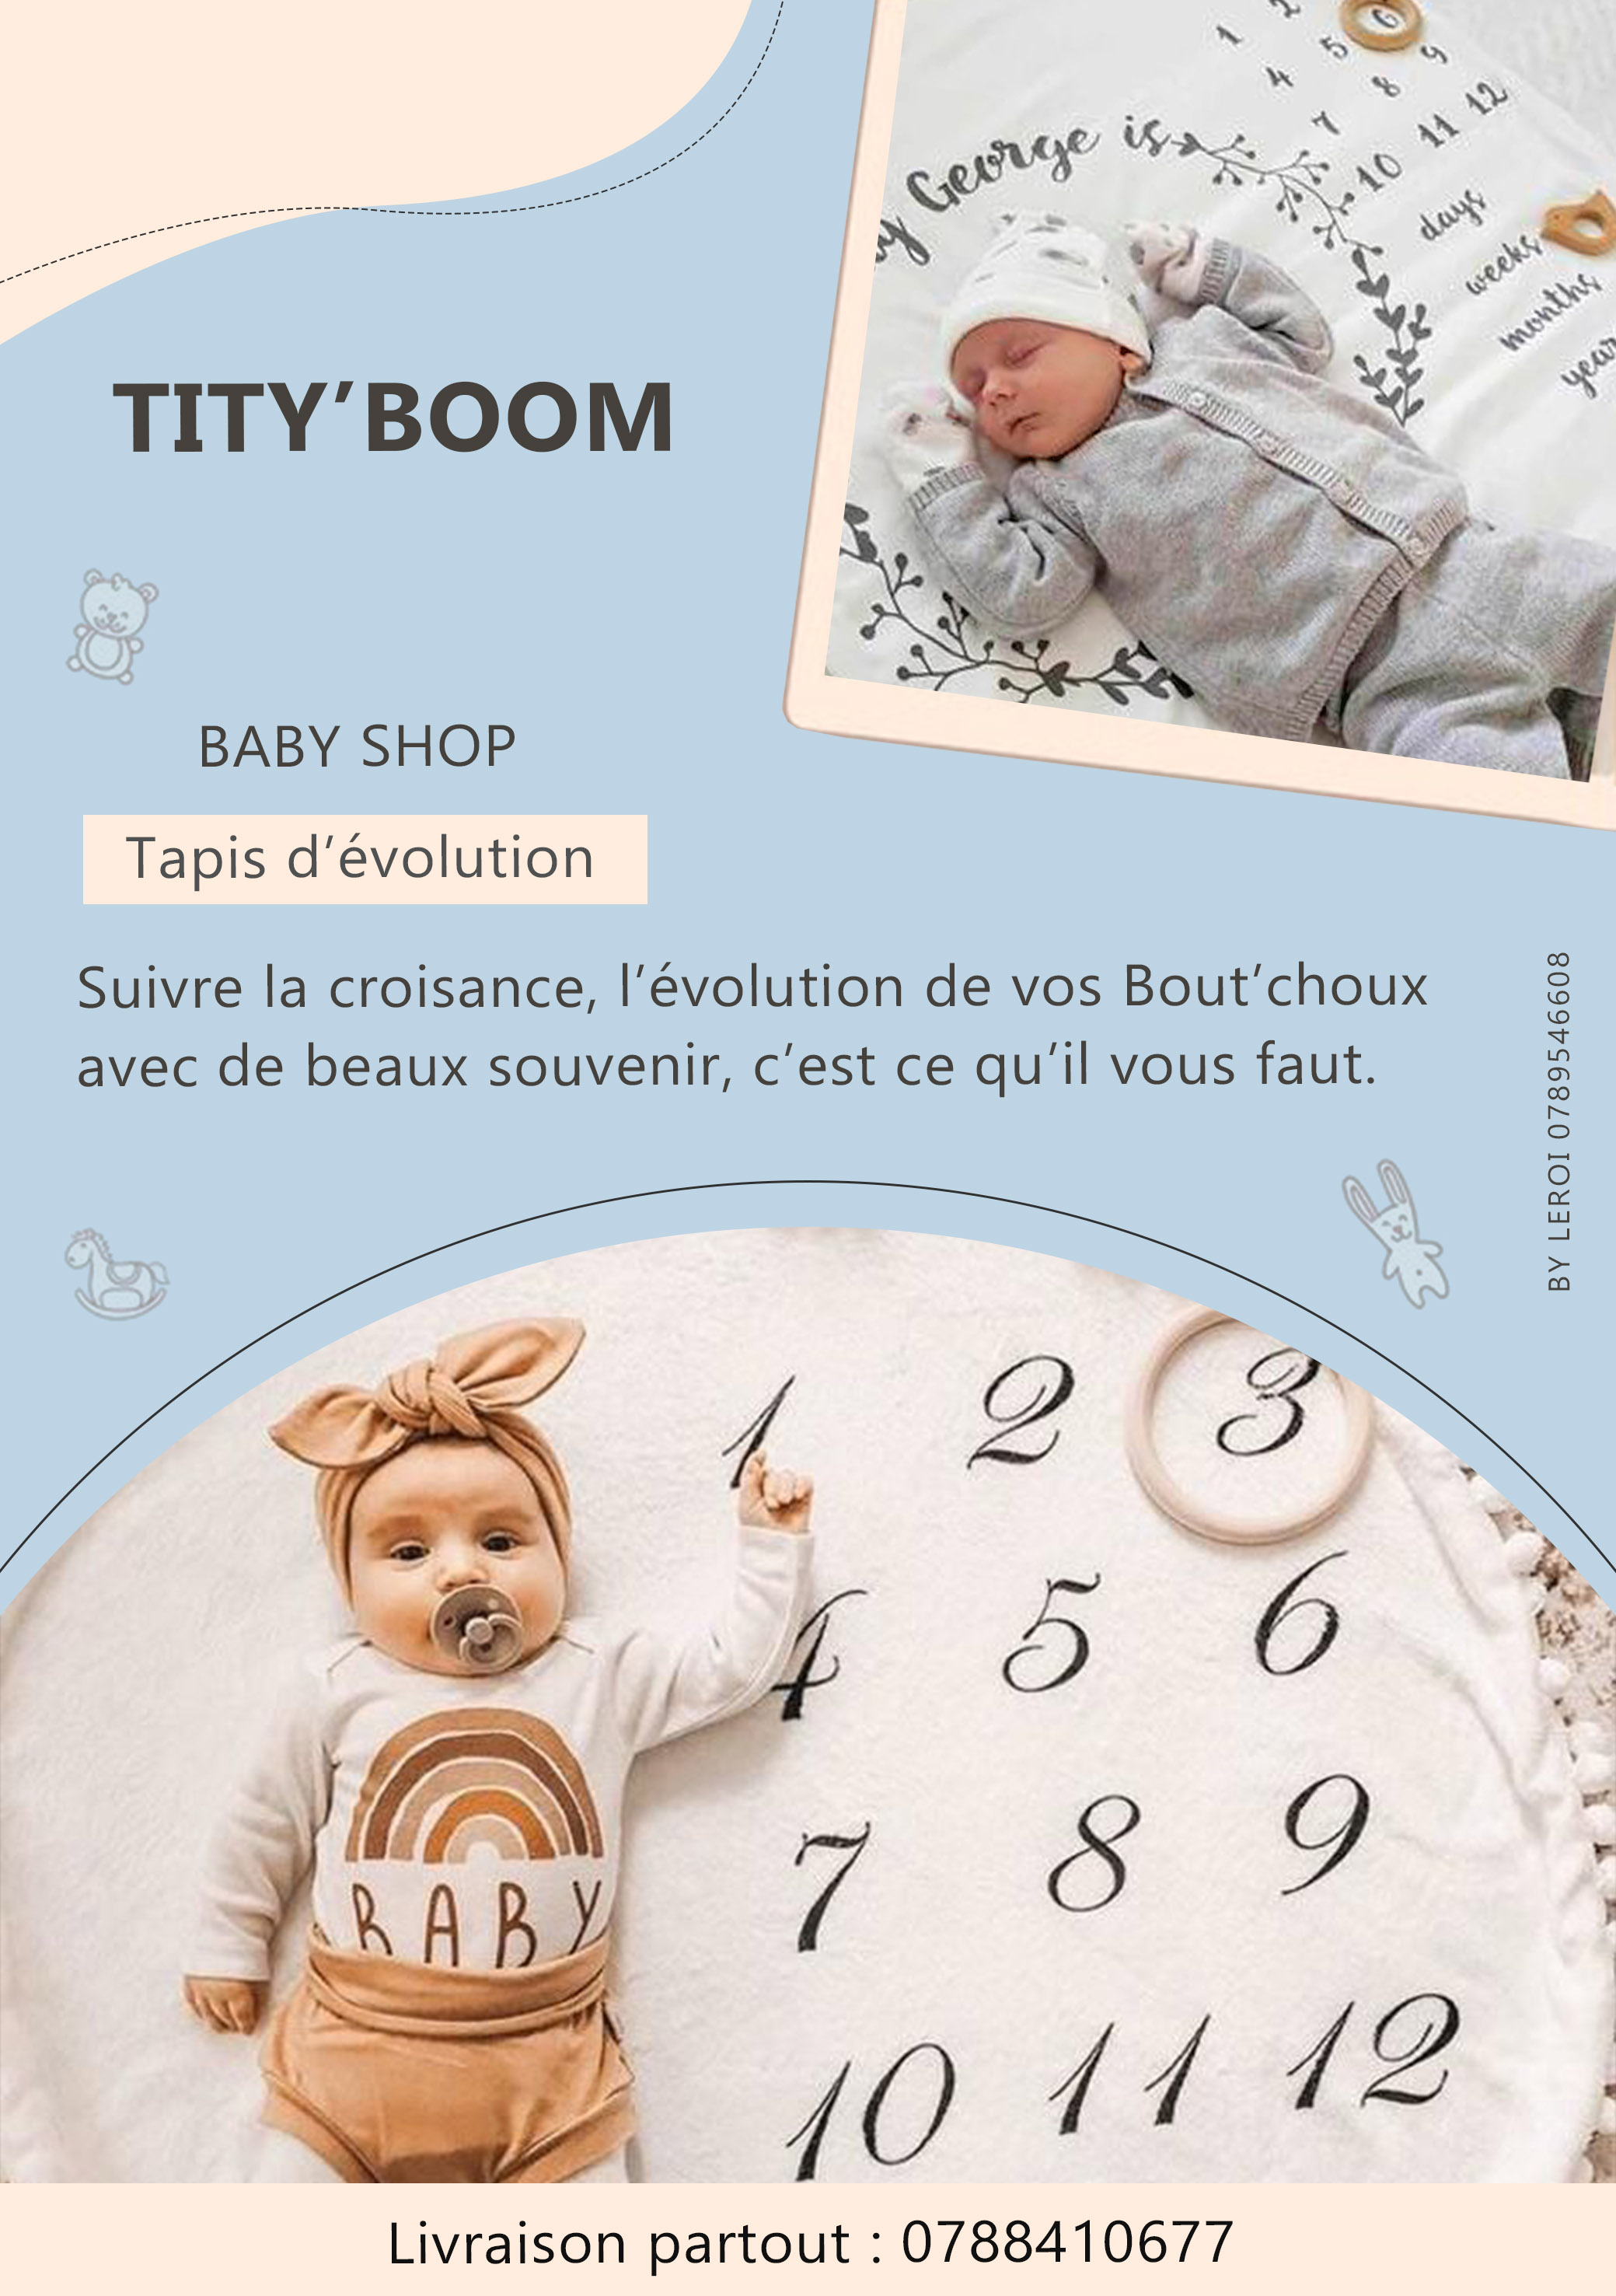 1 2 6
4 5 9
7 8 12
10 11
George is
days
weeks
months
TITY’BOOM
BABY SHOP
Tapis d’évolution
Suivre la croisance, l’évolution de vos Bout’choux
avec de beaux souvenir, c’est ce qu’il vous faut.
BY LEROI 0789546608
1 2 3
4 5 6
7 8 9
10 11 12
BABY
Livraison partout : 0788410677